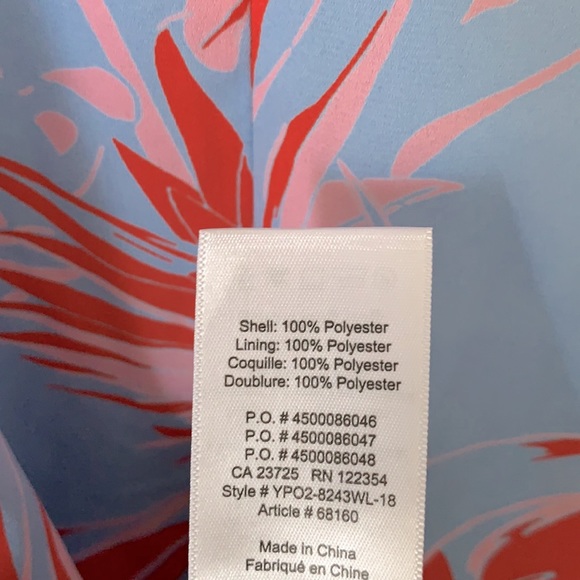 Shell: 100% Polyester
Lining: 100% Polyester
Coquille: 100% Polyester
Doublure: 100% Polyester
P.O. # 4500086046
P.O. # 4500086047
P.O. # 4500086048
CA 23725 RN 122354
Style # YPO2-8243WL-18
Article # 68160
Made in China
Fabriqué en Chine